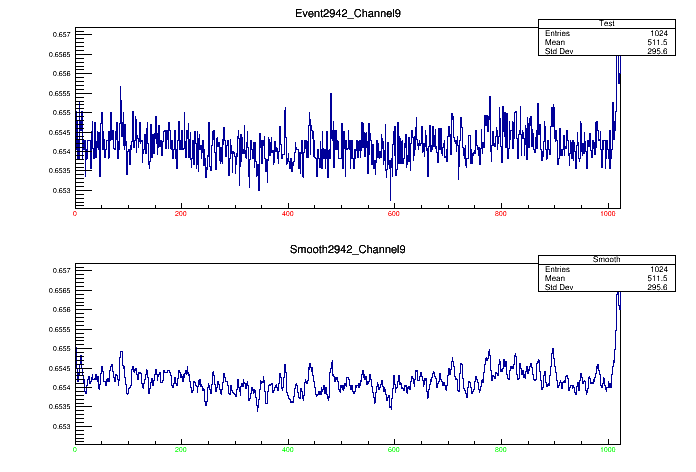 Event2942_Channel9
Test
Entries 1024
Mean 511.5
Std Dev 295.6
0.657
0.6565
0.656
0.6555
0.655
0.6545
0.654
0.6535
0.653
0 200 400 600 800 1000
Smooth2942_Channel9
Smooth
Entries 1024
Mean 511.5
Std Dev 295.6
0.657
0.6565
0.656
0.6555
0.655
0.6545
0.654
0.6535
0.653
0 200 400 600 800 1000